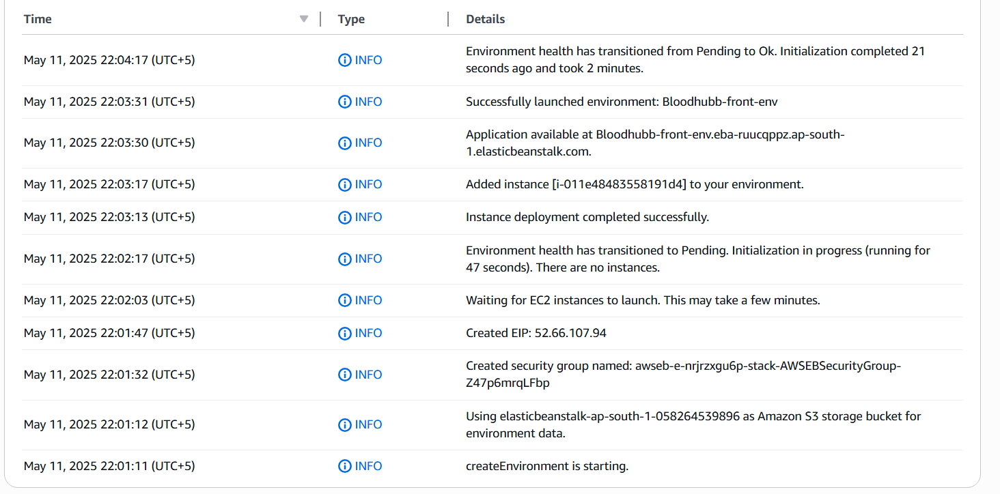 Time Type Details
May 11, 2025 22:04:17 (UTC+5) INFO Environment health has transitioned from Pending to Ok. Initialization completed 21
seconds ago and took 2 minutes.
May 11, 2025 22:03:31 (UTC+5) INFO Successfully launched environment: Bloodhubb-front-env
May 11, 2025 22:03:30 (UTC+5) INFO Application available at Bloodhubb-front-env.eba-ruucqppz.ap-south-
1.elasticbeanstalk.com.
May 11, 2025 22:03:17 (UTC+5) INFO Added instance [i-011e48483558191d4] to your environment.
May 11, 2025 22:03:13 (UTC+5) INFO Instance deployment completed successfully.
May 11, 2025 22:02:17 (UTC+5) INFO Environment health has transitioned to Pending. Initialization in progress (running for
47 seconds). There are no instances.
May 11, 2025 22:02:03 (UTC+5) INFO Waiting for EC2 instances to launch. This may take a few minutes.
May 11, 2025 22:01:47 (UTC+5) INFO Created EIP: 52.66.107.94
May 11, 2025 22:01:32 (UTC+5) INFO Created security group named: awseb-e-nrjrzxgu6p-stack-AWSEBSecurityGroup-
Z47p6mrqLFbp
May 11, 2025 22:01:12 (UTC+5) INFO Using elasticbeanstalk-ap-south-1-058264539896 as Amazon S3 storage bucket for
environment data.
May 11, 2025 22:01:11 (UTC+5) INFO createEnvironment is starting.